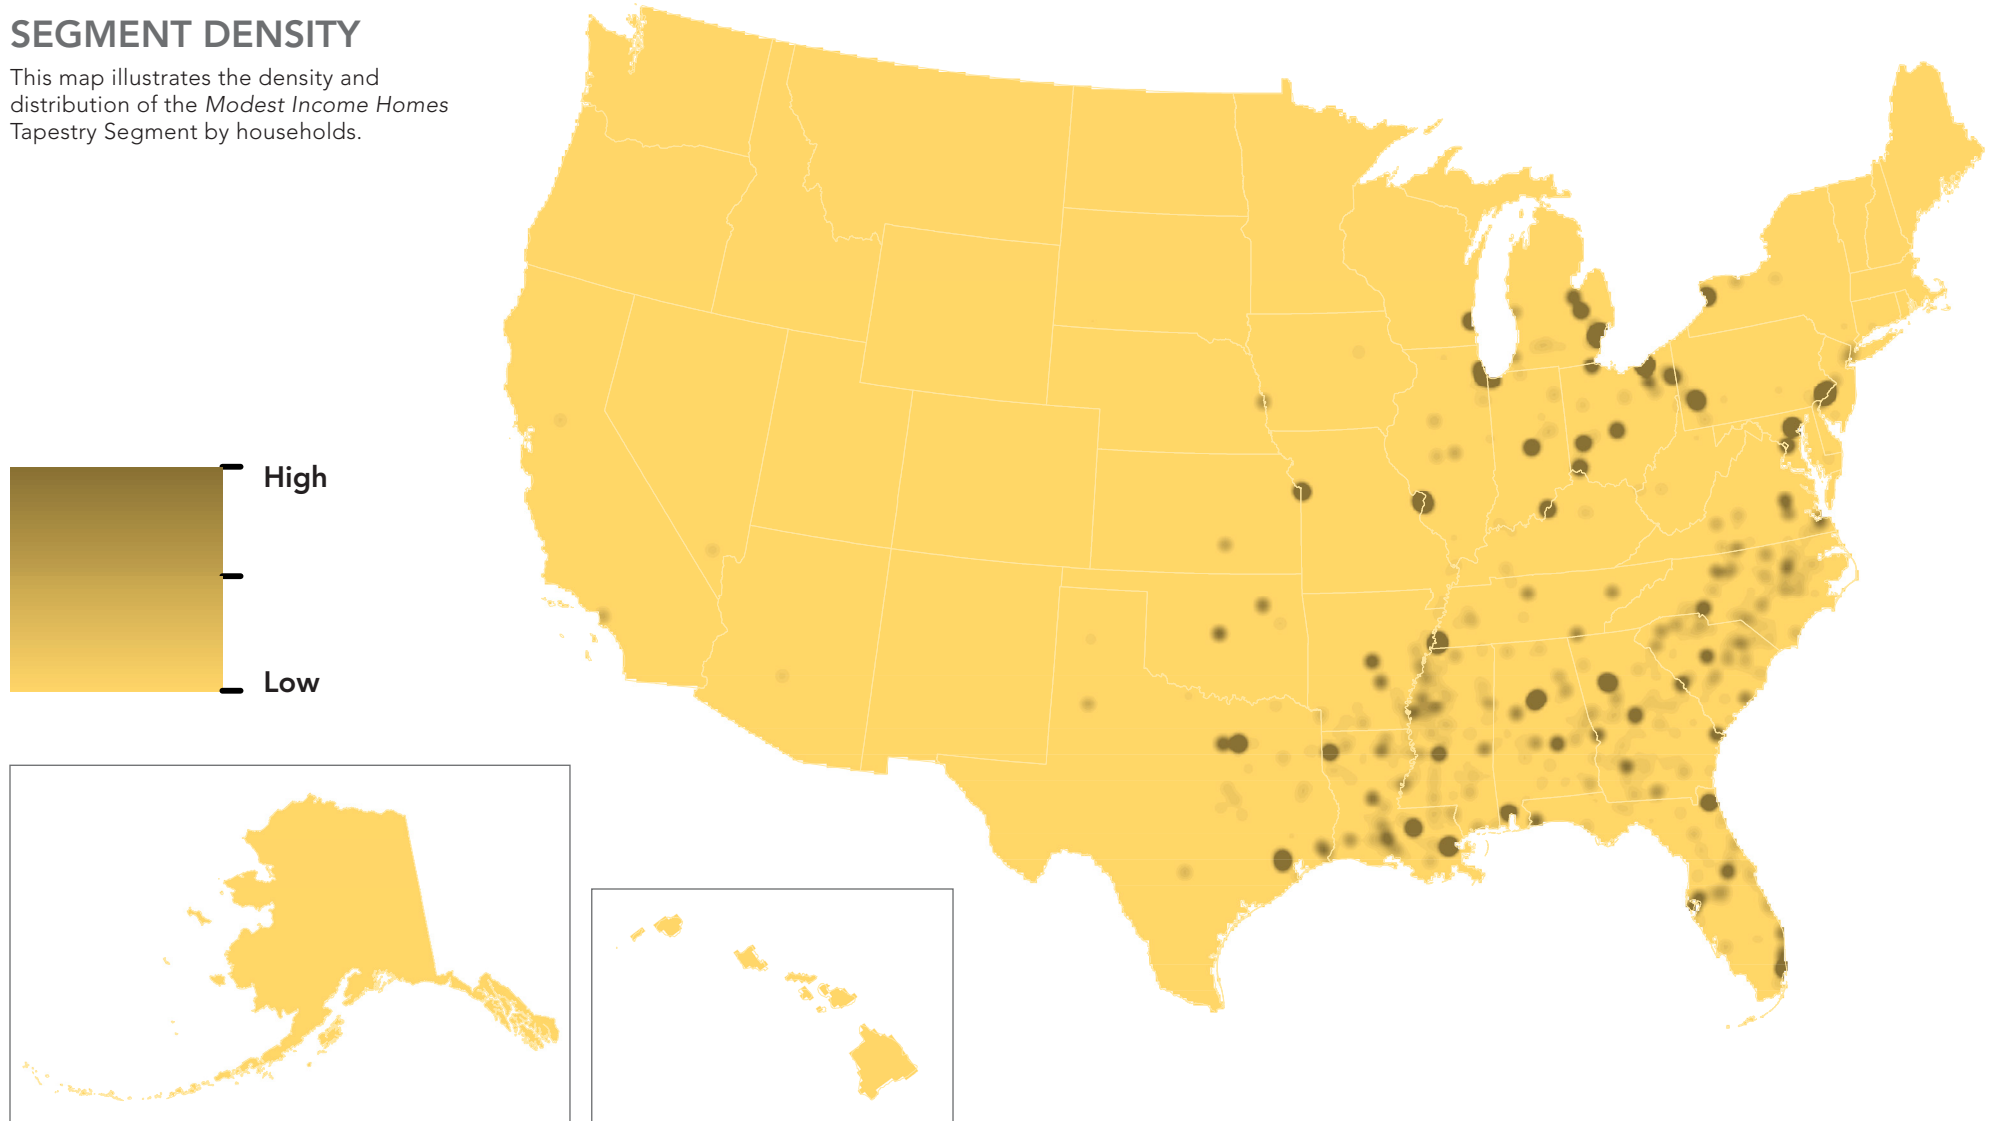 SEGMENT DENSITY
This map illustrates the density and
distribution of the Modest Income Homes
Tapestry Segment by households.
High
Low